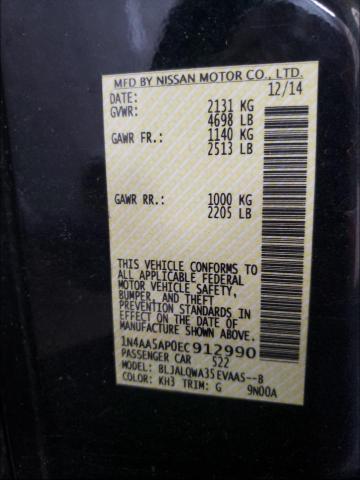 MFD BY NISSAN MOTOR CO., LTD.
DATE: 12/14
GVWR: 2131 KG
4698 LB
GAWR FR.: 1140 KG
2513 LB
GAWR RR.: 1000 KG
2205 LB
THIS VEHICLE CONFORMS TO
ALL APPLICABLE FEDERAL
MOTOR VEHICLE SAFETY,
BUMPER, AND THEFT
PREVENTION STANDARDS IN
EFFECT ON THE DATE OF
MANUFACTURE SHOWN ABOVE.
1N4AA5AP0EC912990
PASSENGER CAR 522
MODEL: BLJALQWA35EVAAS--B
COLOR: KH3 TRIM: G 9N00A